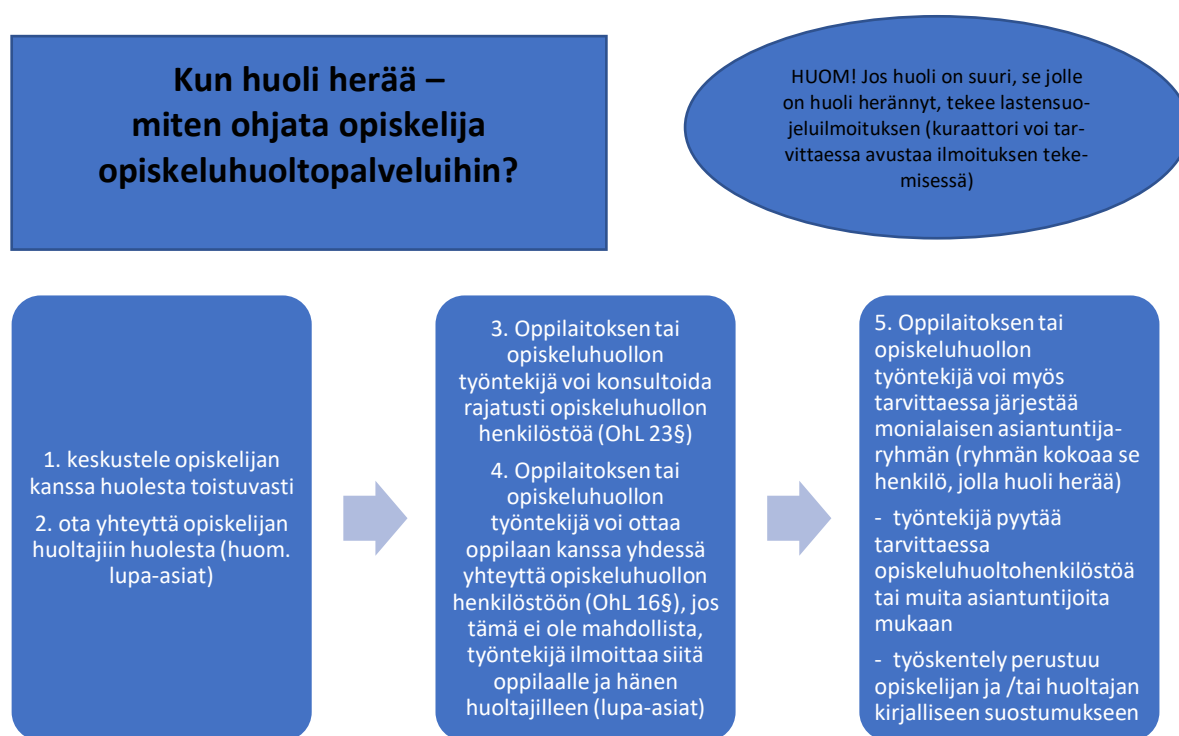 Kun huoli herää –
miten ohjata opiskelija
opiskeluhuoltopalveluihin?
HUOM! Jos huoli on suuri, se jolle
on huoli herännyt, tekee lastensuo-
jeluilmoituksen (kuraattori voi tar-
vittaessa avustaa ilmoituksen teke-
misessä)
1. keskustele opiskelijan
kanssa huolesta toistuvasti
2. ota yhteyttä opiskelijan
huoltajiin huolesta (huom.
lupa-asiat)
3. Oppilaitoksen tai
opiskeluhuollon
työntekijä voi konsultoida
rajatusti opiskeluhuollon
henkilöstöä (OhL 23§)
4. Oppilaitoksen tai
opiskeluhuollon
työntekijä voi ottaa
oppilaan kanssa yhdessä
yhteyttä opiskeluhuollon
henkilöstöön (OhL 16§), jos
tämä ei ole mahdollista,
työntekijä ilmoittaa siitä
oppilaalle ja hänen
huoltajilleen (lupa-asiat)
5. Oppilaitoksen tai
opiskeluhuollon
työntekijä voi myös
tarvittaessa järjestää
monialaisen asiantuntija-
ryhmän (ryhmän kokoaa se
henkilö, jolla huoli herää)
- työntekijä pyytää
tarvittaessa
opiskeluhuoltohenkilöstöä
tai muita asiantuntijoita
mukaan
- työskentely perustuu
opiskelijan ja /tai huoltajan
kirjalliseen suostumukseen